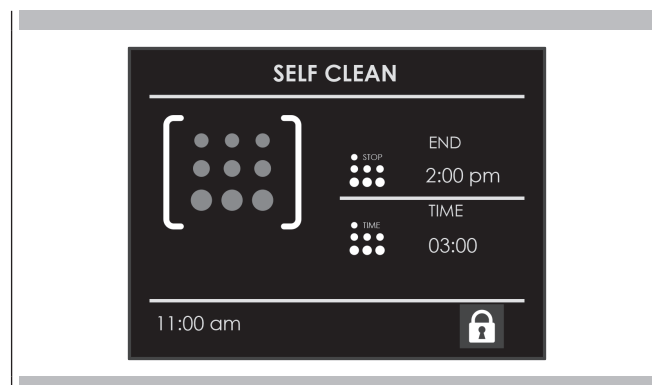 SELF CLEAN
STOP
END
2:00 pm
TIME
TIME
03:00
11:00 am